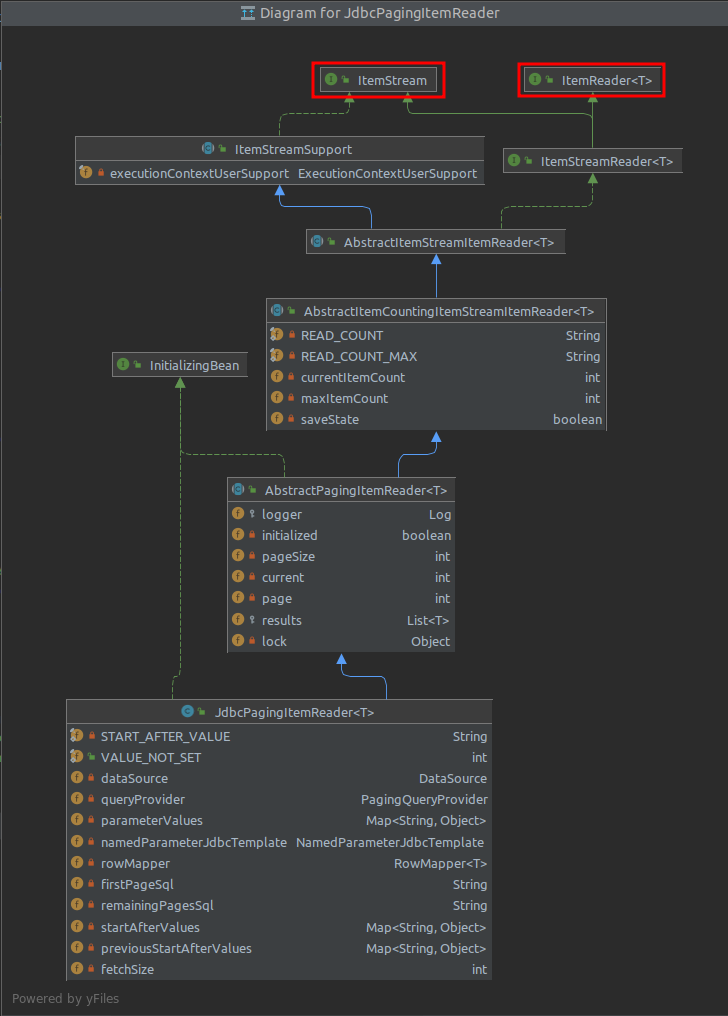 Diagram for JdbcPagingItemReader
ItemStream
ItemReader<T>
ItemStreamSupport
executionContextUserSupport ExecutionContextUserSupport
ItemStreamReader<T>
AbstractItemStreamItemReader<T>
AbstractItemCountingItemStreamItemReader<T>
READ_COUNT String
READ_COUNT_MAX String
currentItemCount int
maxItemCount int
saveState boolean
InitializingBean
AbstractPagingItemReader<T>
logger Log
initialized boolean
pageSize int
current int
page int
results List<T>
lock Object
JdbcPagingItemReader<T>
START_AFTER_VALUE String
VALUE_NOT_SET int
dataSource DataSource
queryProvider PagingQueryProvider
parameterValues Map<String, Object>
namedParameterJdbcTemplate NamedParameterJdbcTemplate
rowMapper RowMapper<T>
firstPageSql String
remainingPagesSql String
startAfterValues Map<String, Object>
previousStartAfterValues Map<String, Object>
fetchSize int
Powered by yFiles